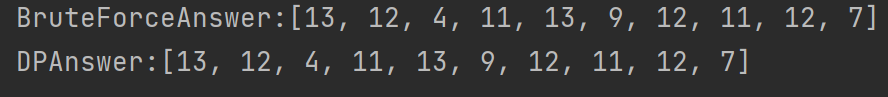 BruteForceAnswer:[13, 12, 4, 11, 13, 9, 12, 11, 12, 7]
DPAnswer:[13, 12, 4, 11, 13, 9, 12, 11, 12, 7]